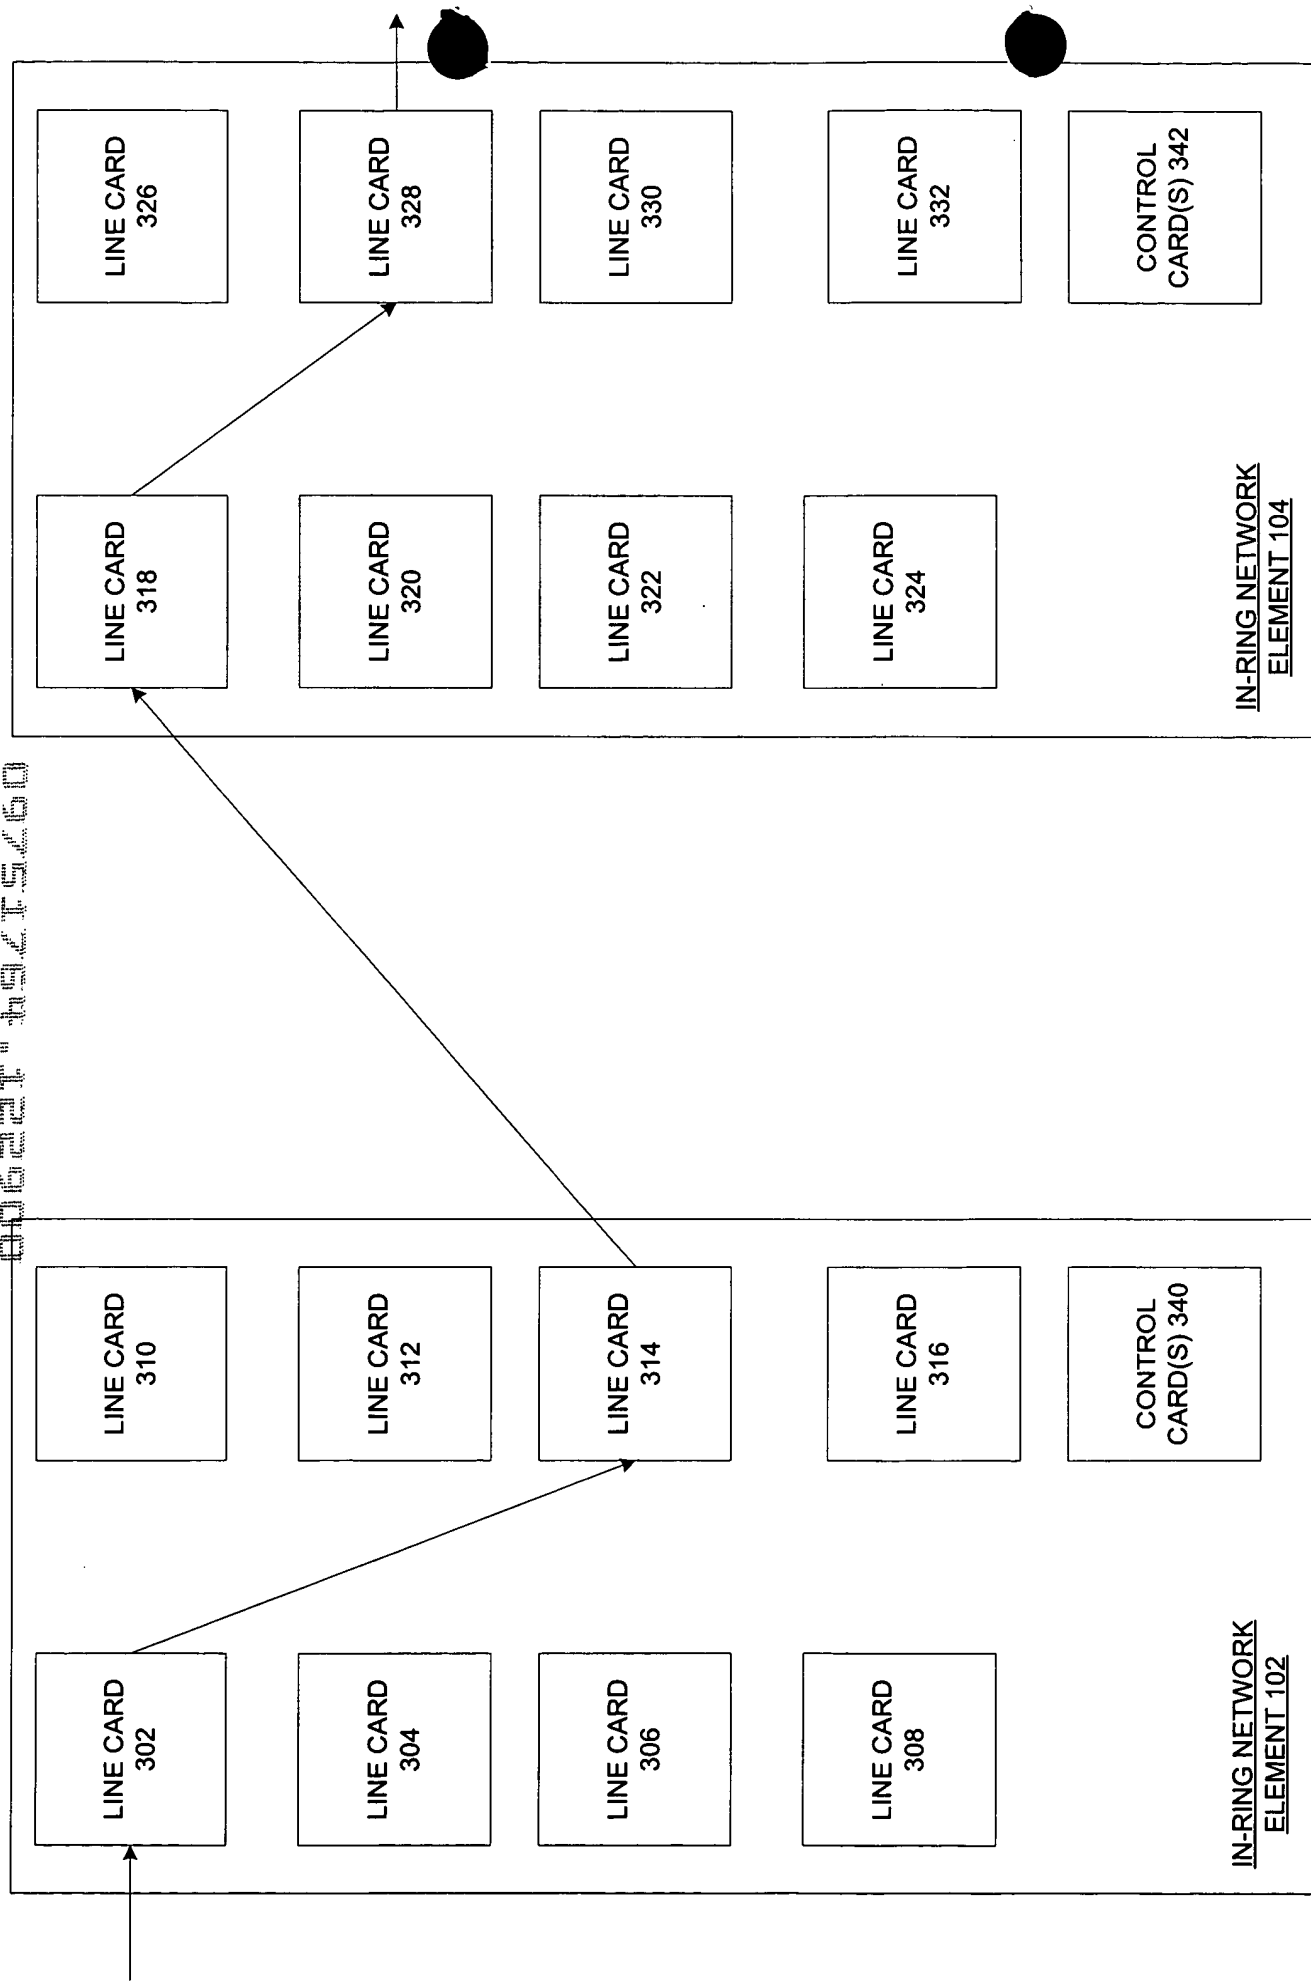 LINE CARD
302
LINE CARD
304
LINE CARD
306
LINE CARD
308
LINE CARD
310
LINE CARD
312
LINE CARD
314
LINE CARD
316
CONTROL
CARD(S) 340
IN-RING NETWORK
ELEMENT 102
LINE CARD
318
LINE CARD
320
LINE CARD
322
LINE CARD
324
LINE CARD
326
LINE CARD
328
LINE CARD
330
LINE CARD
332
CONTROL
CARD(S) 342
IN-RING NETWORK
ELEMENT 104